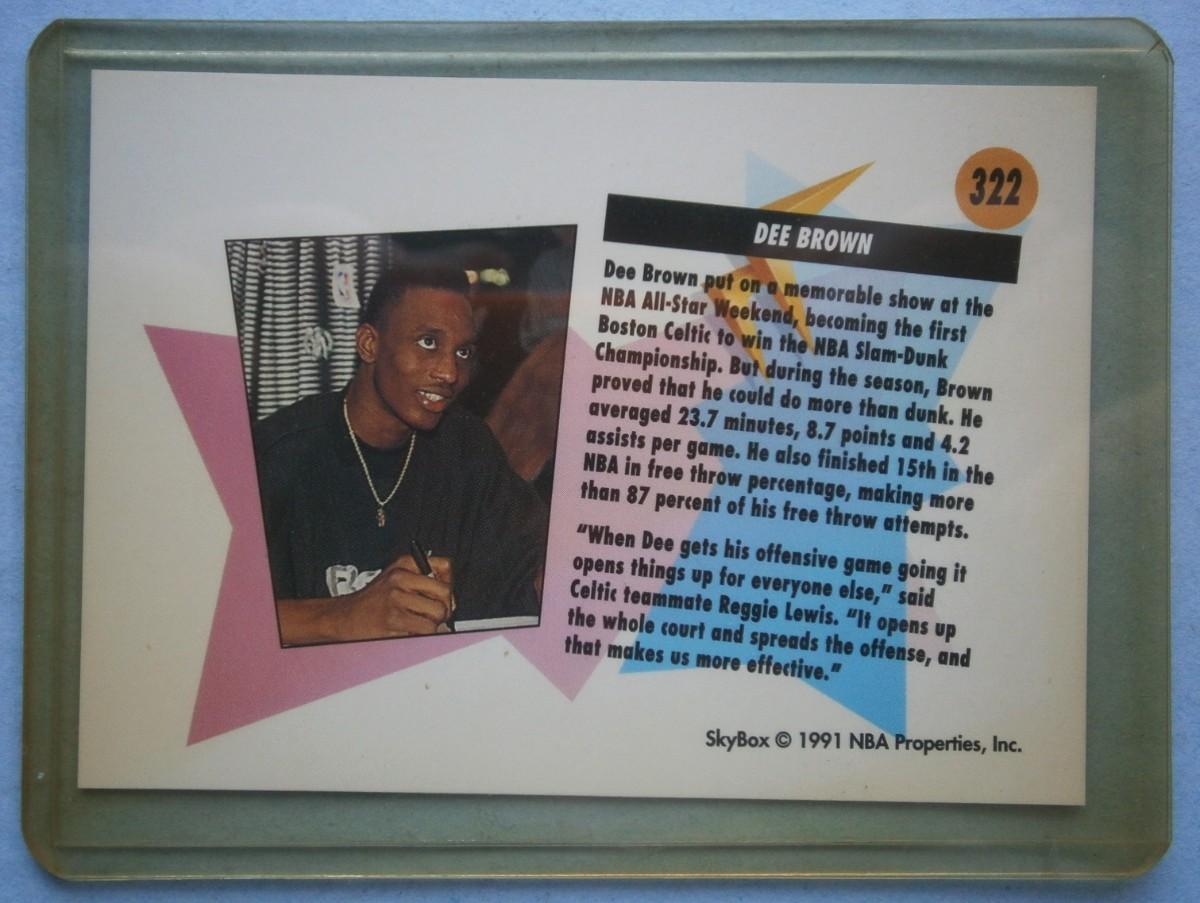 322
DEE BROWN
Dee Brown put on a memorable show at the
NBA All-Star Weekend, becoming the first
Boston Celtic to win the NBA Slam-Dunk
Championship. But during the season, Brown
proved that he could do more than dunk. He
averaged 23.7 minutes, 8.7 points and 4.2
assists per game. He also finished 15th in the
NBA in free throw percentage, making more
than 87 percent of his free throw attempts.
“When Dee gets his offensive game going it
opens things up for everyone else,” said
Celtic teammate Reggie Lewis. “It opens up
the whole court and spreads the offense, and
that makes us more effective.”
SkyBox © 1991 NBA Properties, Inc.